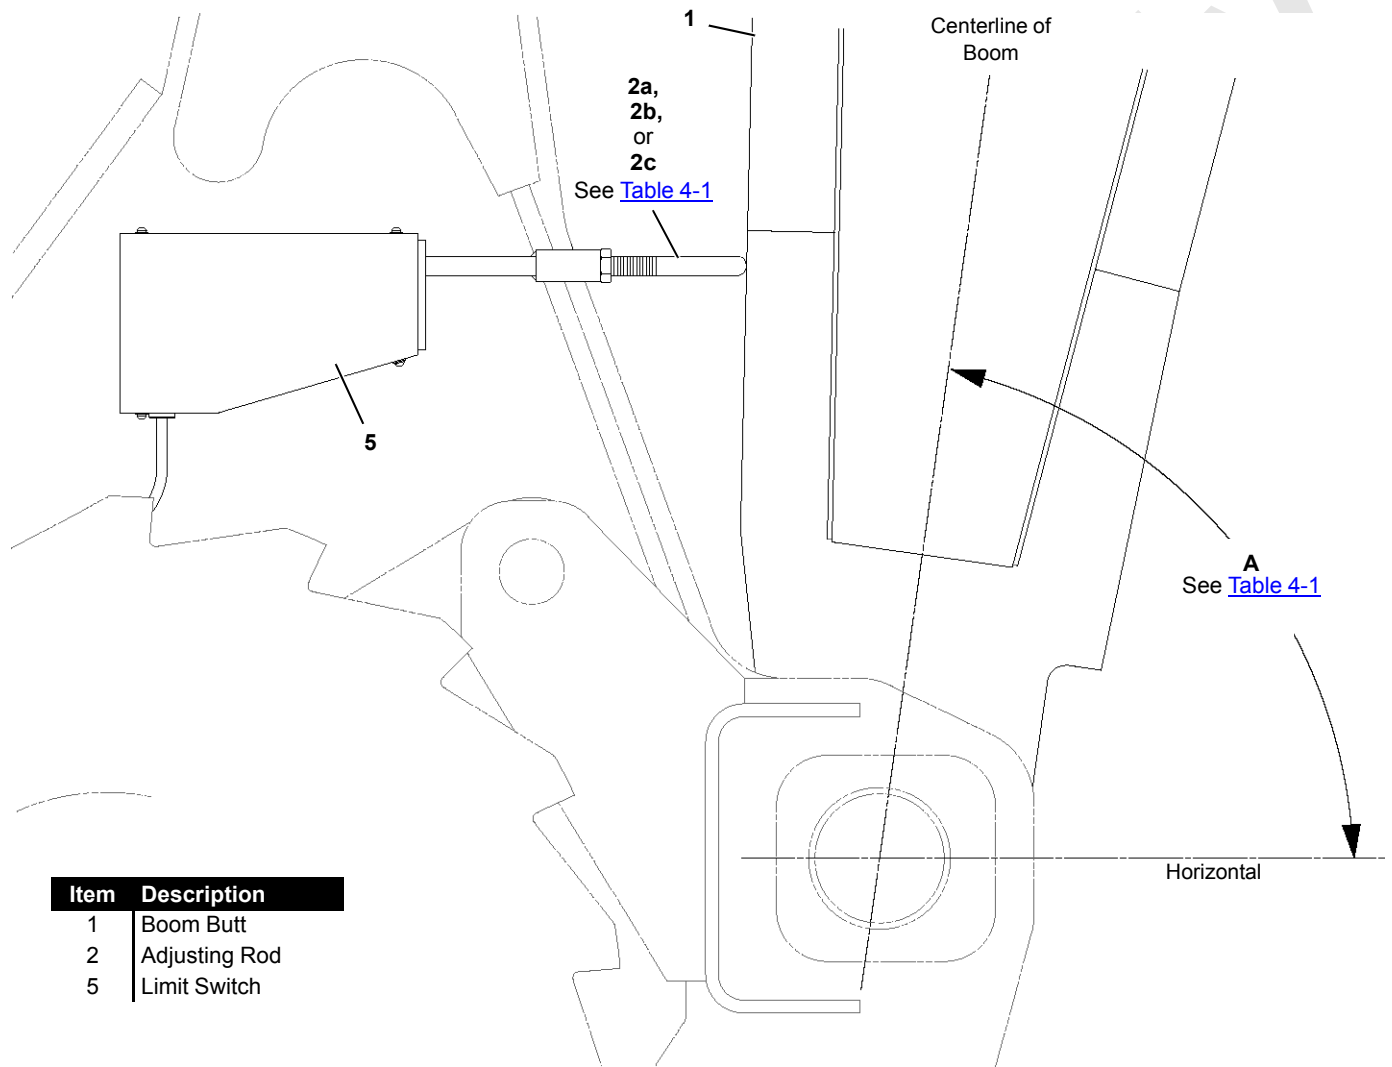 1
Centerline of
Boom
2a,
2b,
or
2c
See Table 4-1
5
A
See Table 4-1
Horizontal
Item Description
1 Boom Butt
2 Adjusting Rod
5 Limit Switch